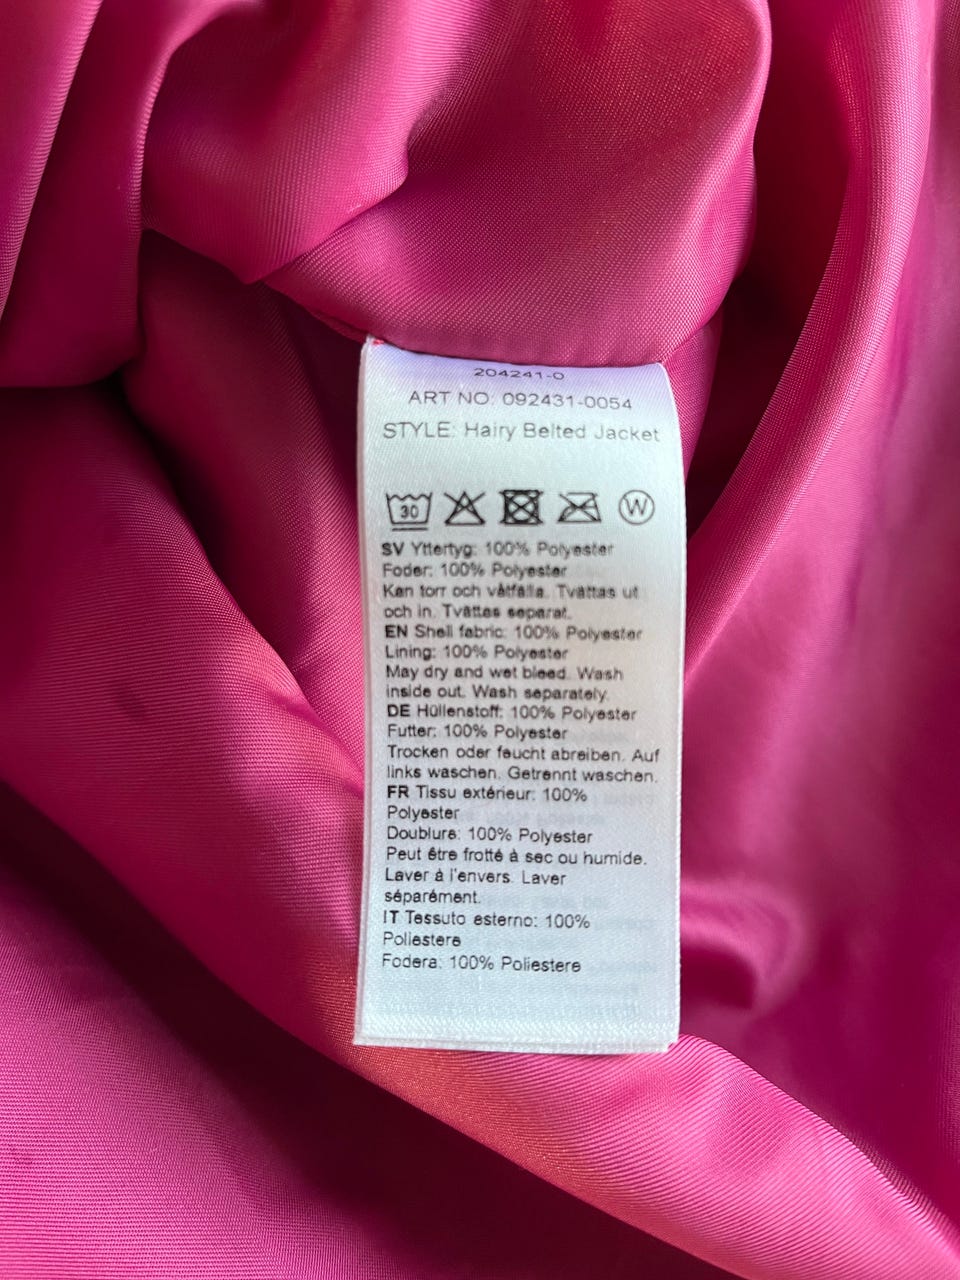 204241-0
ART NO: 092431-0054
STYLE: Hairy Belted Jacket
30 W
SV Yttertyg: 100% Polyester
Foder: 100% Polyester
Kan torr och våtfälla. Tvättas ut
och in. Tvättas separat.
EN Shell fabric: 100% Polyester
Lining: 100% Polyester
May dry and wet bleed. Wash
inside out. Wash separately.
DE Hüllenstoff: 100% Polyester
Futter: 100% Polyester
Trocken oder feucht abreiben. Auf
links waschen. Getrennt waschen.
FR Tissu extérieur: 100%
Polyester
Doublure: 100% Polyester
Peut être frotté à sec ou humide.
Laver à l'envers. Laver
séparément.
IT Tessuto esterno: 100%
Poliestere
Fodera: 100% Poliestere